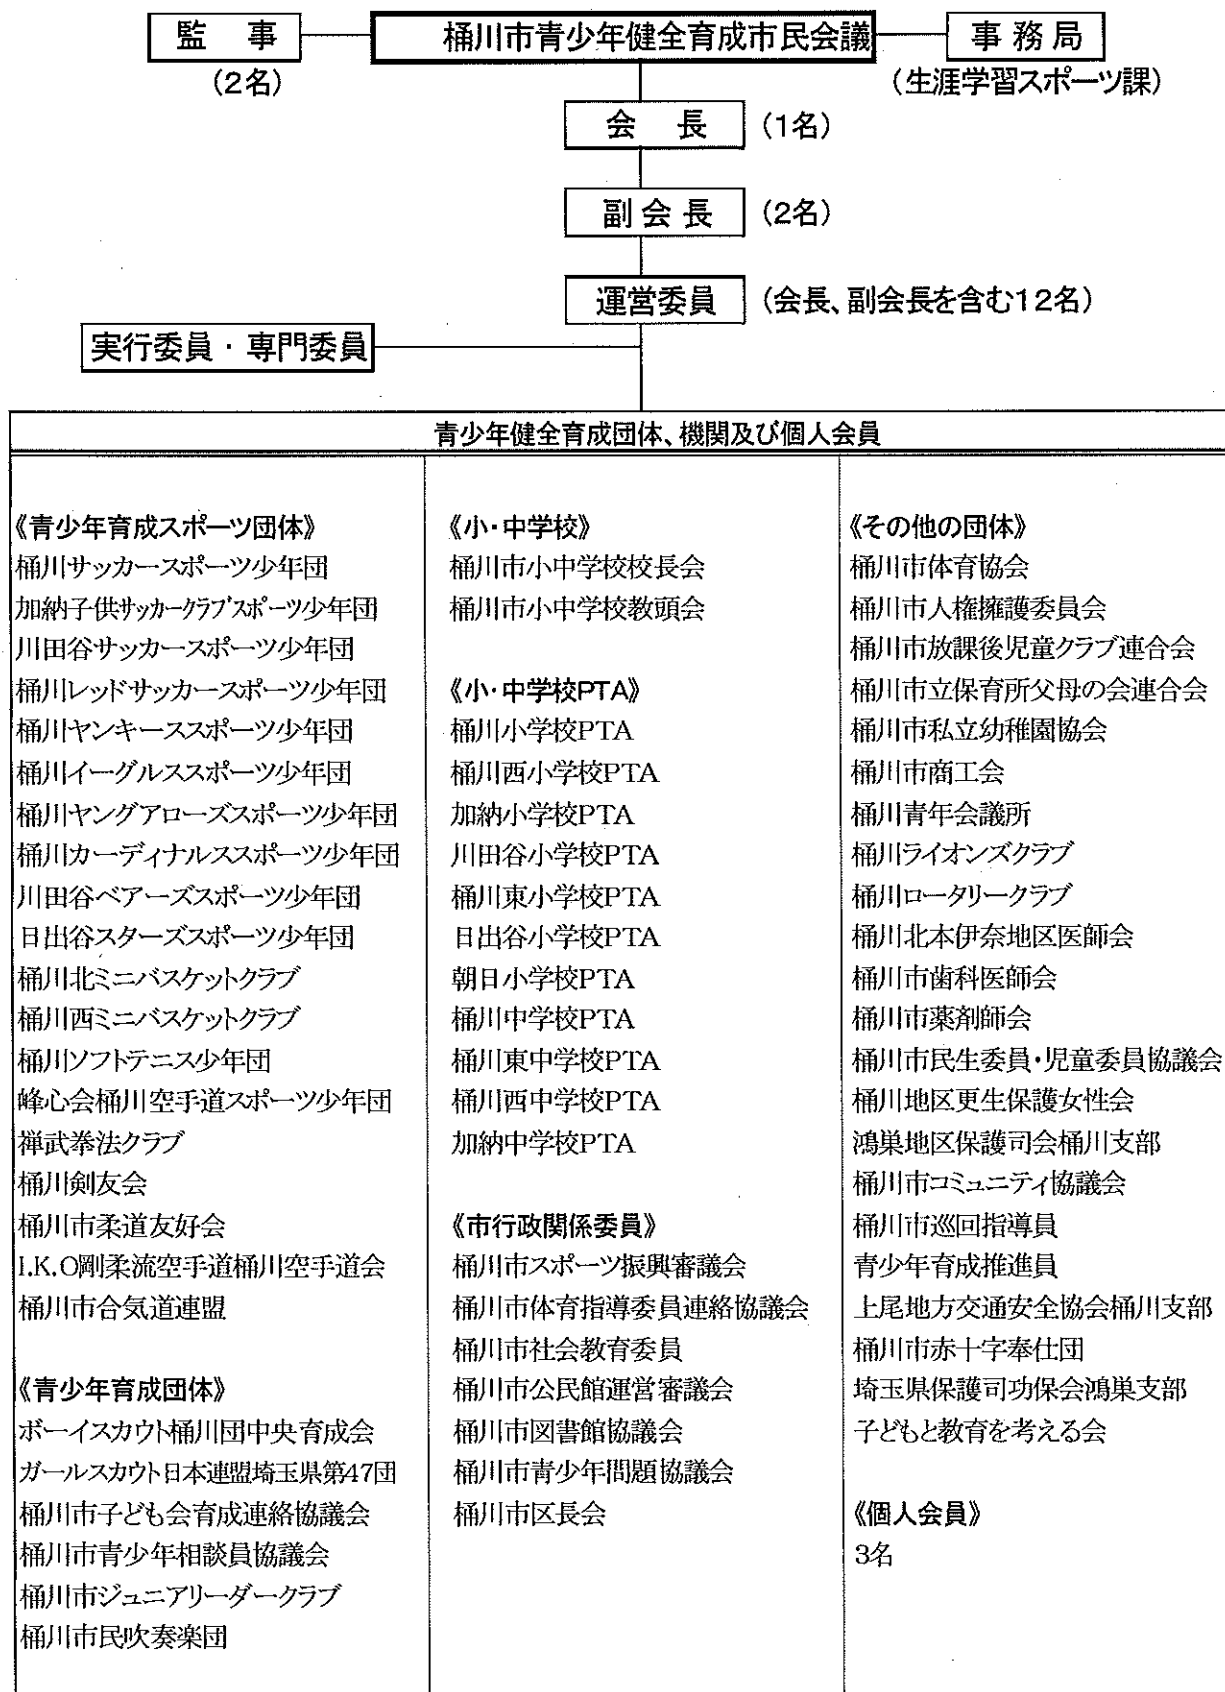 監　事
桶川市青少年健全育成市民会議
事務局
(2名)
(生涯学習スポーツ課)
会　長
(1名)
副会長
(2名)
運営委員
(会長、副会長を含む12名)
実行委員・専門委員
青少年健全育成団体、機関及び個人会員
《青少年育成スポーツ団体》
桶川サッカースポーツ少年団
加納子供サッカークラブスポーツ少年団
川田谷サッカースポーツ少年団
桶川レッドサッカースポーツ少年団
桶川ヤンキーススポーツ少年団
桶川イーグルススポーツ少年団
桶川ヤングアローズスポーツ少年団
桶川カーディナルススポーツ少年団
川田谷ベアーズスポーツ少年団
日出谷スターズスポーツ少年団
桶川北ミニバスケットクラブ
桶川西ミニバスケットクラブ
桶川ソフトテニス少年団
峰心会桶川空手道スポーツ少年団
禅武拳法クラブ
桶川剣友会
桶川市柔道友好会
I.K.O剛柔流空手道桶川空手道会
桶川市合気道連盟
《青少年育成団体》
ボーイスカウト桶川団中央育成会
ガールスカウト日本連盟埼玉県第47団
桶川市子ども会育成連絡協議会
桶川市青少年相談員協議会
桶川市ジュニアリーダークラブ
桶川市民吹奏楽団
《小・中学校》
桶川市小中学校校長会
桶川市小中学校教頭会
《小・中学校PTA》
桶川小学校PTA
桶川西小学校PTA
加納小学校PTA
川田谷小学校PTA
桶川東小学校PTA
日出谷小学校PTA
朝日小学校PTA
桶川中学校PTA
桶川東中学校PTA
桶川西中学校PTA
加納中学校PTA
《市行政関係委員》
桶川市スポーツ振興審議会
桶川市体育指導委員連絡協議会
桶川市社会教育委員
桶川市公民館運営審議会
桶川市図書館協議会
桶川市青少年問題協議会
桶川市区長会
《その他の団体》
桶川市体育協会
桶川市人権擁護委員会
桶川市放課後児童クラブ連合会
桶川市立保育所父母の会連合会
桶川市私立幼稚園協会
桶川市商工会
桶川青年会議所
桶川ライオンズクラブ
桶川ロータリークラブ
桶川北本伊奈地区医師会
桶川市歯科医師会
桶川市薬剤師会
桶川市民生委員・児童委員協議会
桶川地区更生保護女性会
鴻巣地区保護司会桶川支部
桶川市コミュニティ協議会
桶川市巡回指導員
青少年育成推進員
上尾地方交通安全協会桶川支部
桶川市赤十字奉仕団
埼玉県保護司功保会鴻巣支部
子どもと教育を考える会
《個人会員》
3名